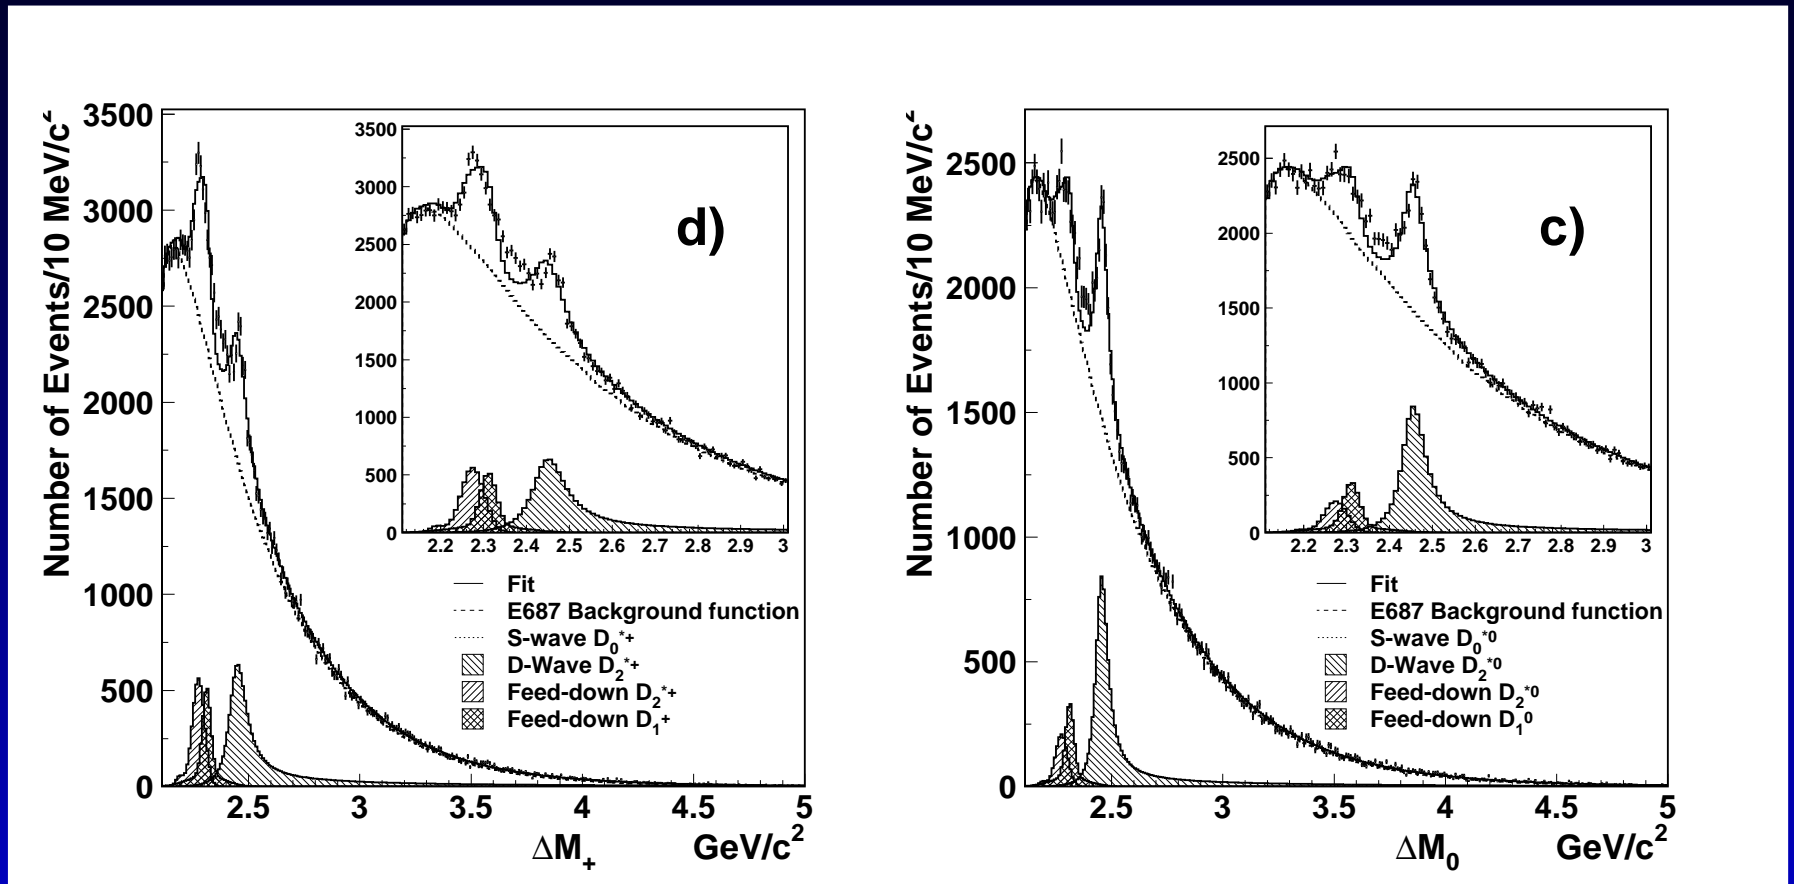 Number of Events/10 MeV/c²
3500
3000
2500
2000
1500
1000
500
0
2.5
3
3.5
4
4.5
5
ΔM₊ GeV/c²
d)
3500
3000
2500
2000
1500
1000
500
0
2.2 2.3 2.4 2.5 2.6 2.7 2.8 2.9 3
Fit
E687 Background function
S-wave D₀*⁺
D-Wave D₂*⁺
Feed-down D₂*⁺
Feed-down D₁⁺
Number of Events/10 MeV/c²
2500
2000
1500
1000
500
0
2.5
3
3.5
4
4.5
5
ΔM₀ GeV/c²
c)
2500
2000
1500
1000
500
0
2.2 2.3 2.4 2.5 2.6 2.7 2.8 2.9 3
Fit
E687 Background function
S-wave D₀*⁰
D-Wave D₂*⁰
Feed-down D₂*⁰
Feed-down D₁⁰